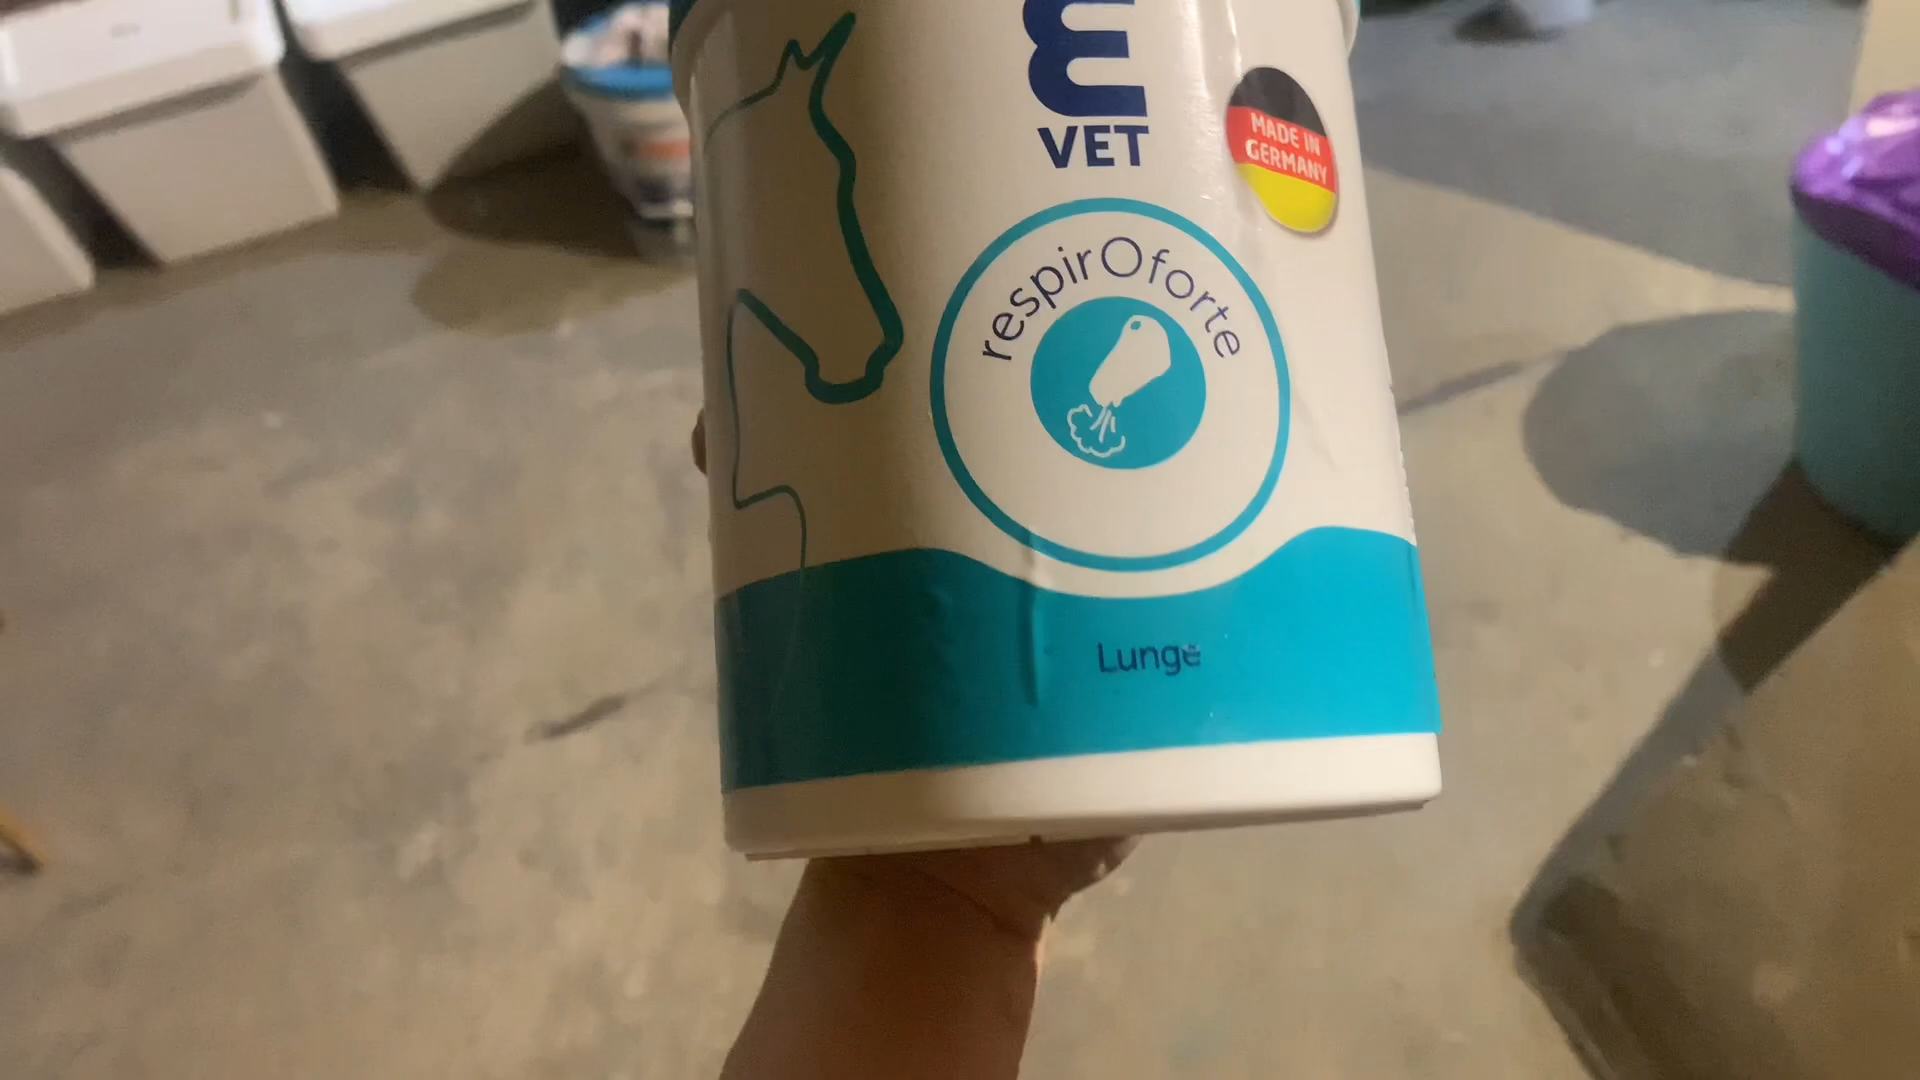 VET
MADE IN
GERMANY
respirOforte
Lunge